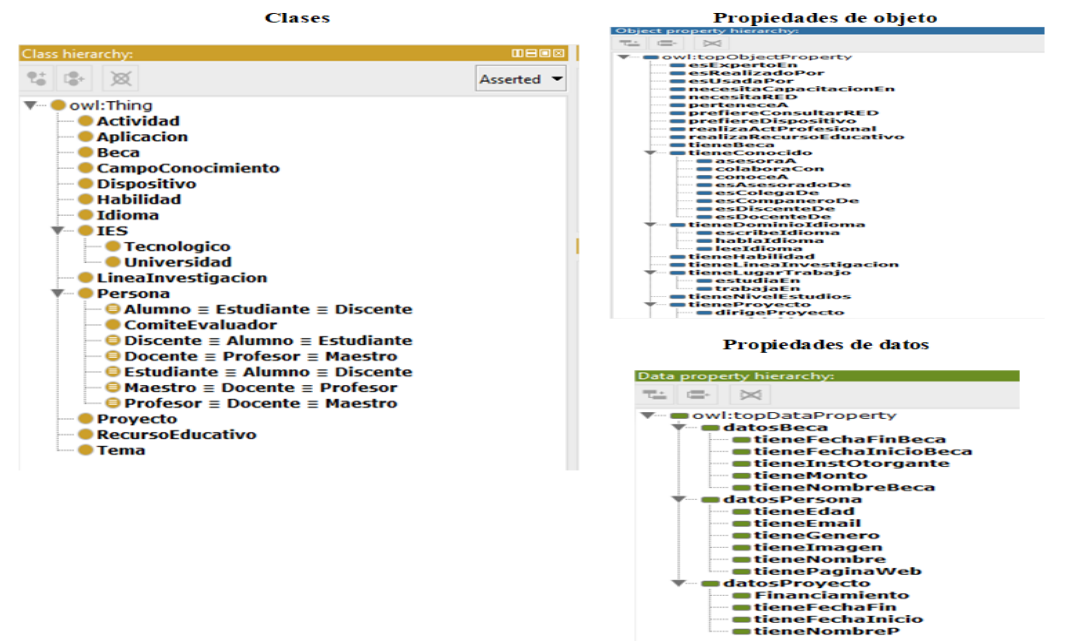 Clases
Class hierarchy:
Asserted
owl:Thing
Actividad
Aplicacion
Beca
CampoConocimiento
Dispositivo
Habilidad
Idioma
IES
Tecnologico
Universidad
LineaInvestigacion
Persona
Alumno ≡ Estudiante ≡ Discente
ComiteEvaluador
Discente ≡ Alumno ≡ Estudiante
Docente ≡ Profesor ≡ Maestro
Estudiante ≡ Alumno ≡ Discente
Maestro ≡ Docente ≡ Profesor
Profesor ≡ Docente ≡ Maestro
Proyecto
RecursoEducativo
Tema
Propiedades de objeto
Object property hierarchy:
owl:topObjectProperty
esExpertoEn
esRealizadoPor
esUsadaPor
necesitaCapacitacionEn
necesitaRED
perteneceA
prefiereConsultarRED
prefiereDispositivo
realizaActProfesional
realizaRecursoEducativo
tieneBeca
tieneConocido
asesoraA
colaboraCon
conoceA
esAsesoradoDe
esColegaDe
esCompaneroDe
esDiscenteDe
esDocenteDe
tieneDominioIdioma
escribeIdioma
hablaIdioma
leeIdioma
tieneHabilidad
tieneLineaInvestigacion
tieneLugarTrabajo
estudiaEn
trabajaEn
tieneNivelEstudios
tieneProyecto
dirigeProyecto
Propiedades de datos
Data property hierarchy:
owl:topDataProperty
datosBeca
tieneFechaFinBeca
tieneFechaInicioBeca
tieneInstOtorgante
tieneMonto
tieneNombreBeca
datosPersona
tieneEdad
tieneEmail
tieneGenero
tieneImagen
tieneNombre
tienePaginaWeb
datosProyecto
Financiamiento
tieneFechaFin
tieneFechaInicio
tieneNombreP